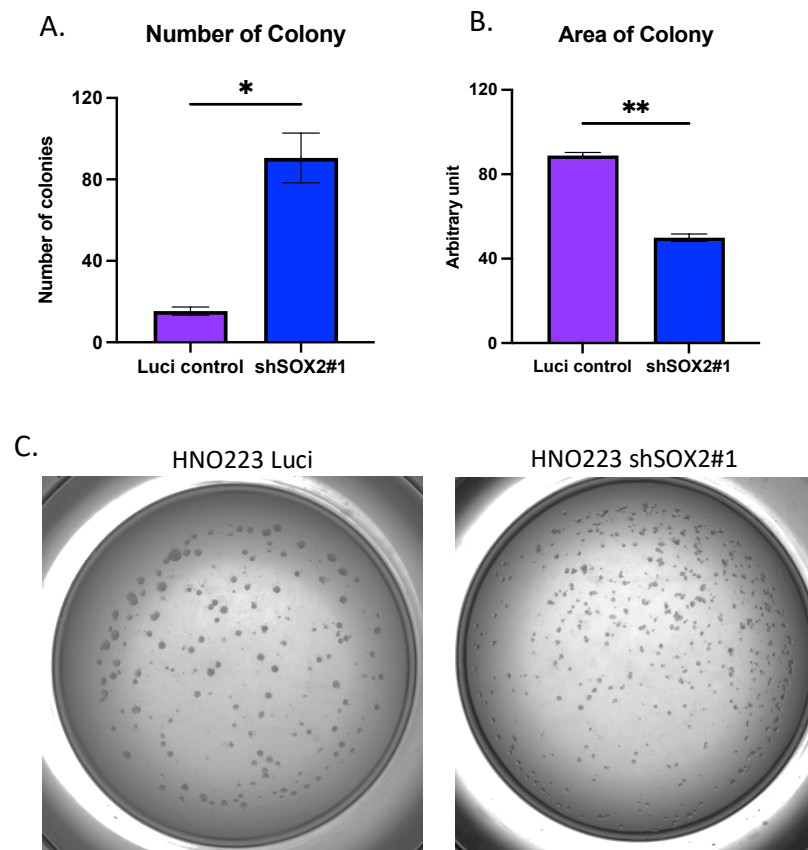 A.
Number of Colony
Number of colonies
120
80
40
0
*
Luci control
shSOX2#1
B.
Area of Colony
Arbitrary unit
120
80
40
0
**
Luci control
shSOX2#1
C.
HNO223 Luci
HNO223 shSOX2#1